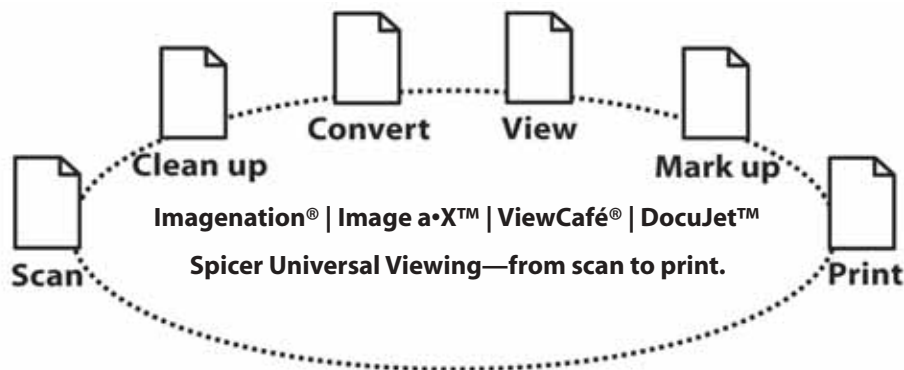 Convert
View
Clean up
Mark up
Imagenation® | Image a•X™ | ViewCafé® | DocuJet™
Spicer Universal Viewing—from scan to print.
Scan
Print